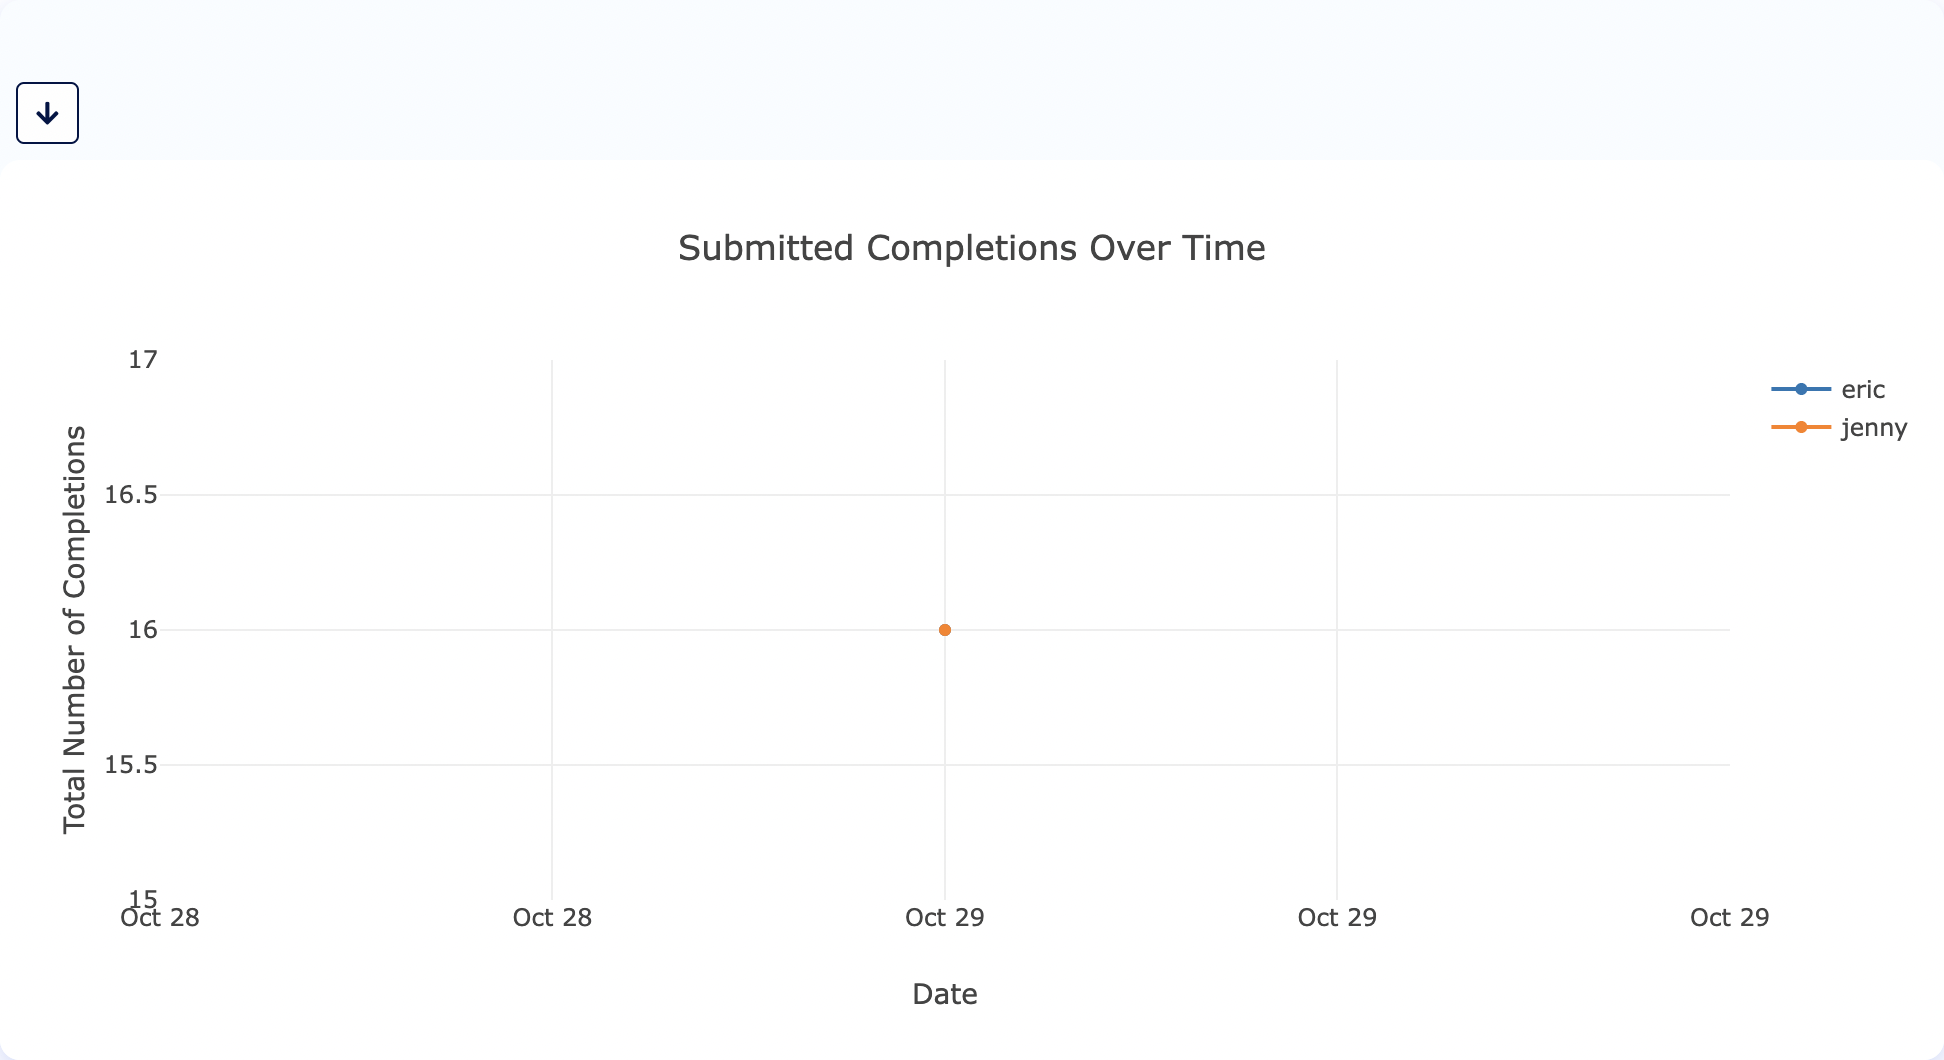 Submitted Completions Over Time
17
16.5
16
15.5
15
Total Number of Completions
Oct 28
Oct 28
Oct 29
Oct 29
Oct 29
Date
eric
jenny